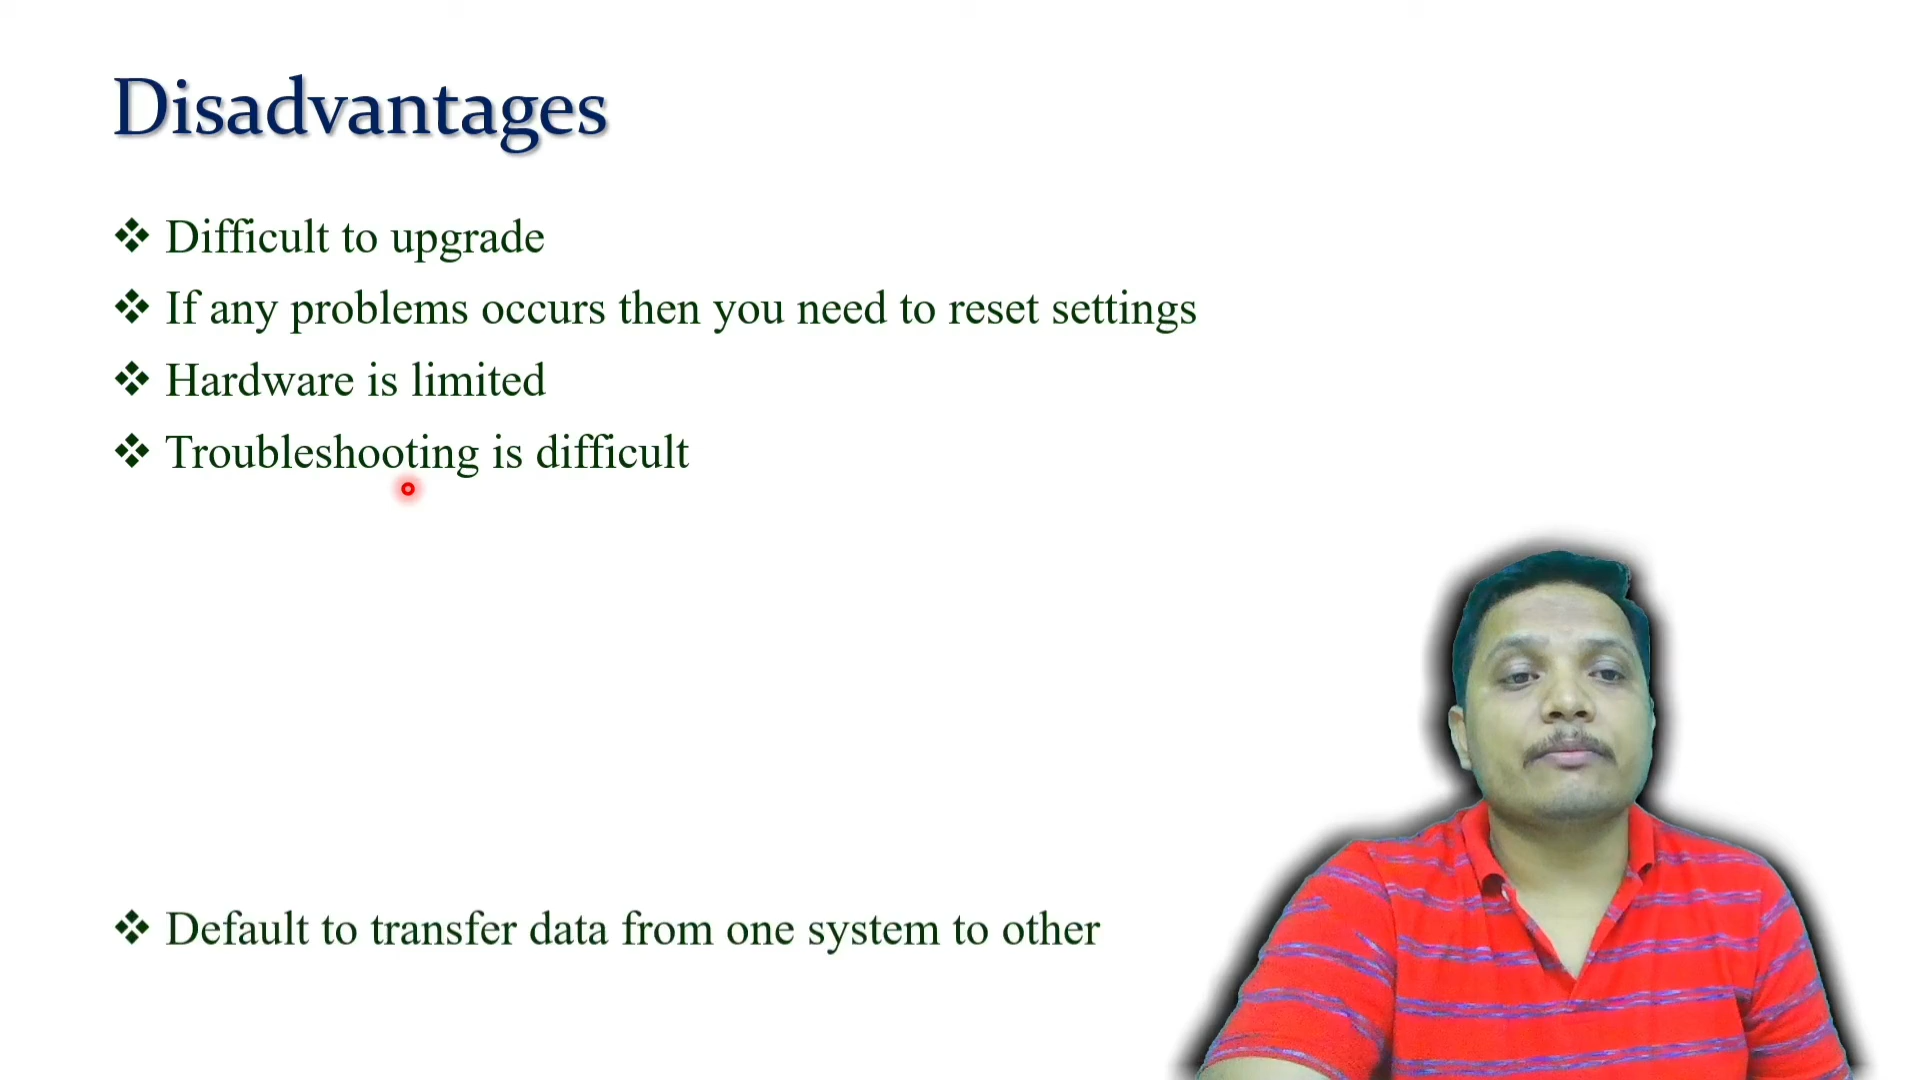 Disadvantages
❖ Difficult to upgrade
❖ If any problems occurs then you need to reset settings
❖ Hardware is limited
❖ Troubleshooting is difficult
❖ Default to transfer data from one system to other